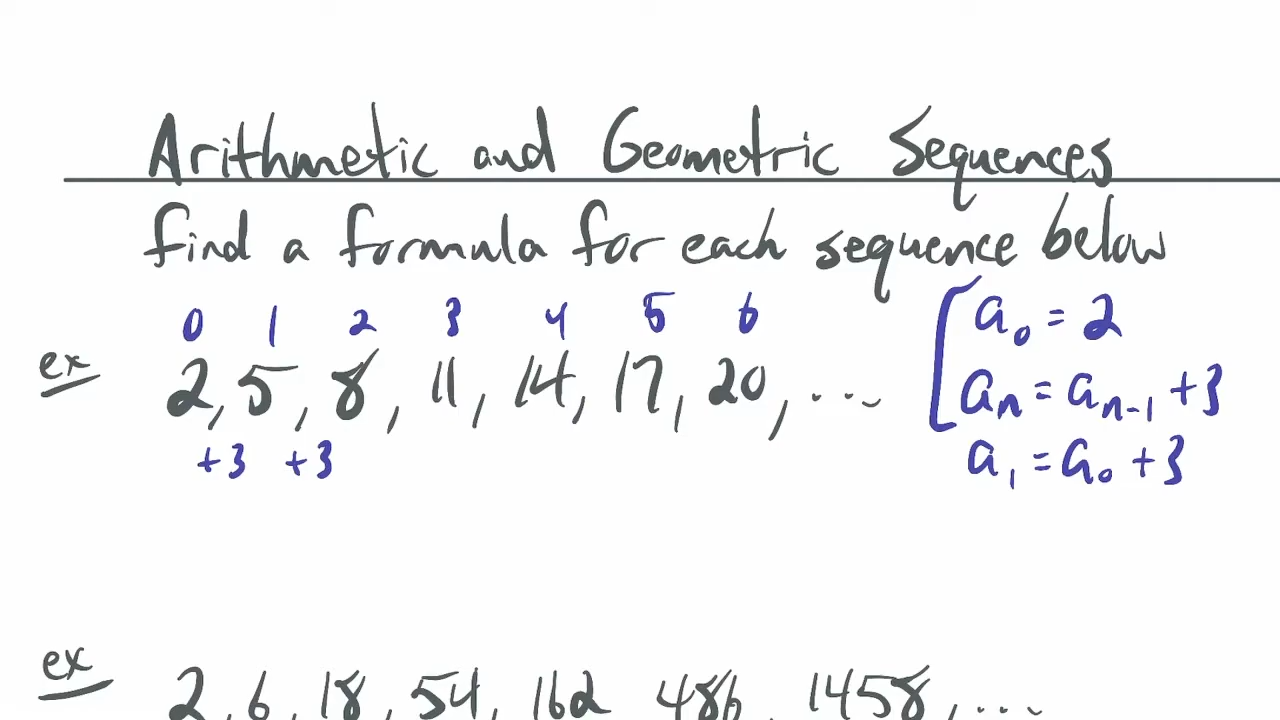 Arithmetic and Geometric Sequences
find a formula for each sequence below
0 1 2 3 4 5 6
ex 2, 5, 8, 11, 14, 17, 20, ...
+3 +3
a₀ = 2
aₙ = aₙ₋₁ + 3
a₁ = a₀ + 3
ex 2, 6, 18, 54, 162 486, 1458, ...